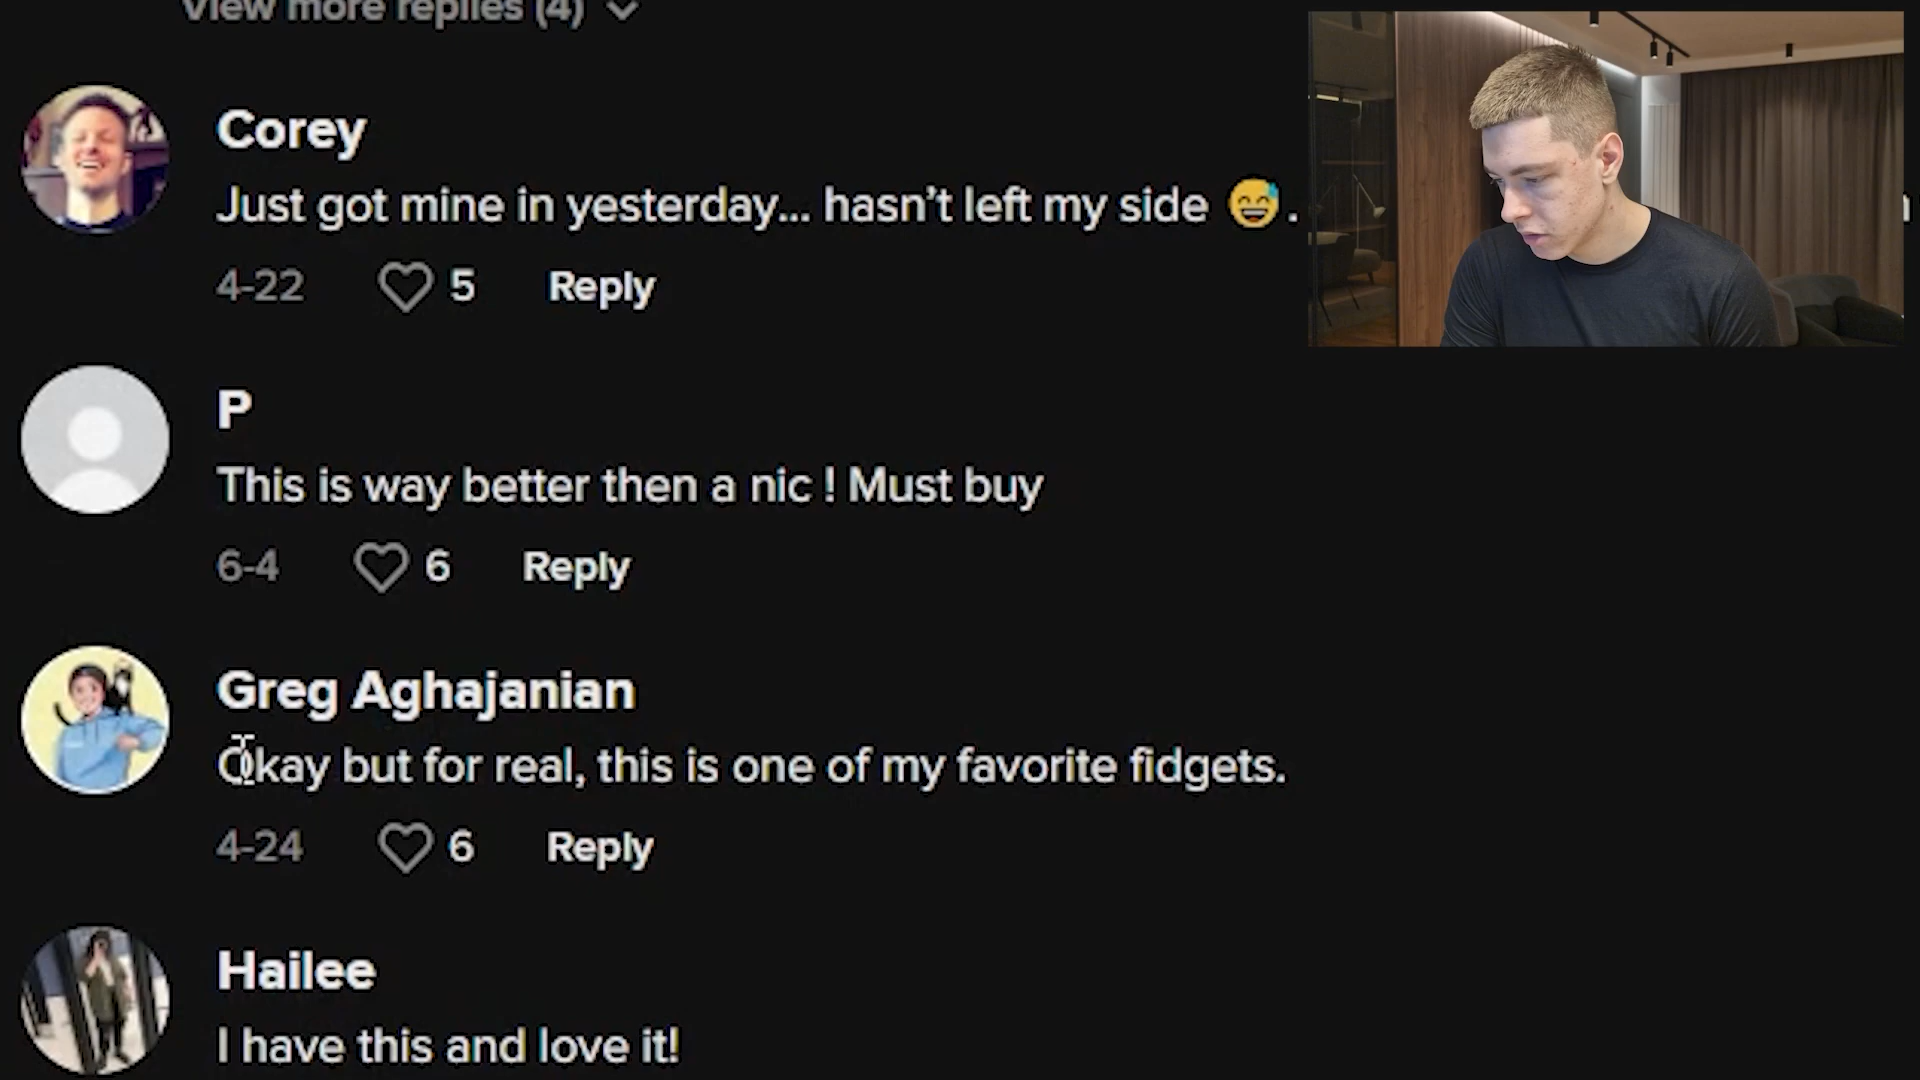 View more replies (4)
Corey
Just got mine in yesterday... hasn't left my side 😅.
4-22 5 Reply
P
This is way better then a nic ! Must buy
6-4 6 Reply
Greg Aghajanian
Okay but for real, this is one of my favorite fidgets.
4-24 6 Reply
Hailee
I have this and love it!